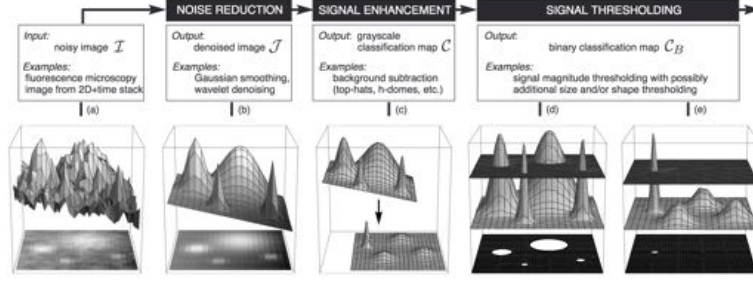 NOISE REDUCTION
SIGNAL ENHANCEMENT
SIGNAL THRESHOLDING
Input:
noisy image ℐ
Examples:
fluorescence microscopy
image from 2D+time stack
Output:
denoised image 𝒥
Examples:
Gaussian smoothing,
wavelet denoising
Output: grayscale
classification map 𝒞
Examples:
background subtraction
(top-hats, h-domes, etc.)
Output:
binary classification map 𝒞_B
Examples:
signal magnitude thresholding with possibly
additional size and/or shape thresholding
(a)
(b)
(c)
(d)
(e)